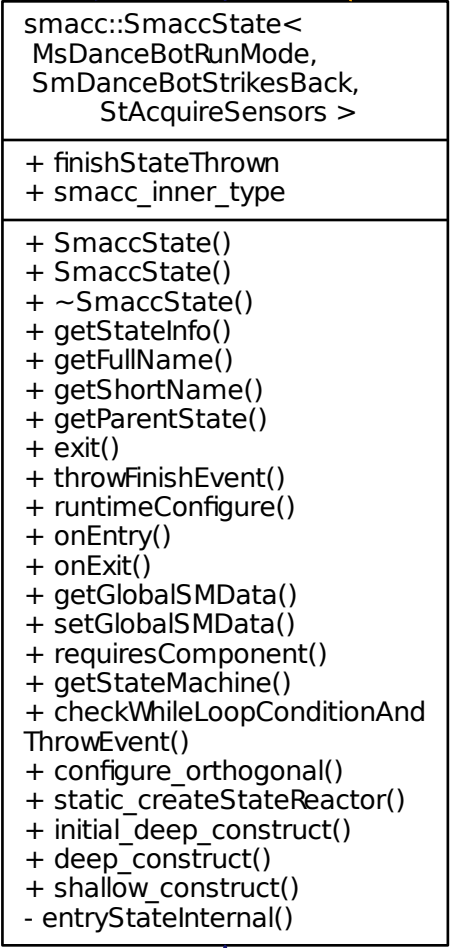 smacc::SmaccState<
MsDanceBotRunMode,
SmDanceBotStrikesBack,
StAcquireSensors >
+ finishStateThrown
+ smacc_inner_type
+ SmaccState()
+ SmaccState()
+ ~SmaccState()
+ getStateInfo()
+ getFullName()
+ getShortName()
+ getParentState()
+ exit()
+ throwFinishEvent()
+ runtimeConfigure()
+ onEntry()
+ onExit()
+ getGlobalSMData()
+ setGlobalSMData()
+ requiresComponent()
+ getStateMachine()
+ checkWhileLoopConditionAnd
ThrowEvent()
+ configure_orthogonal()
+ static_createStateReactor()
+ initial_deep_construct()
+ deep_construct()
+ shallow_construct()
- entryStateInternal()